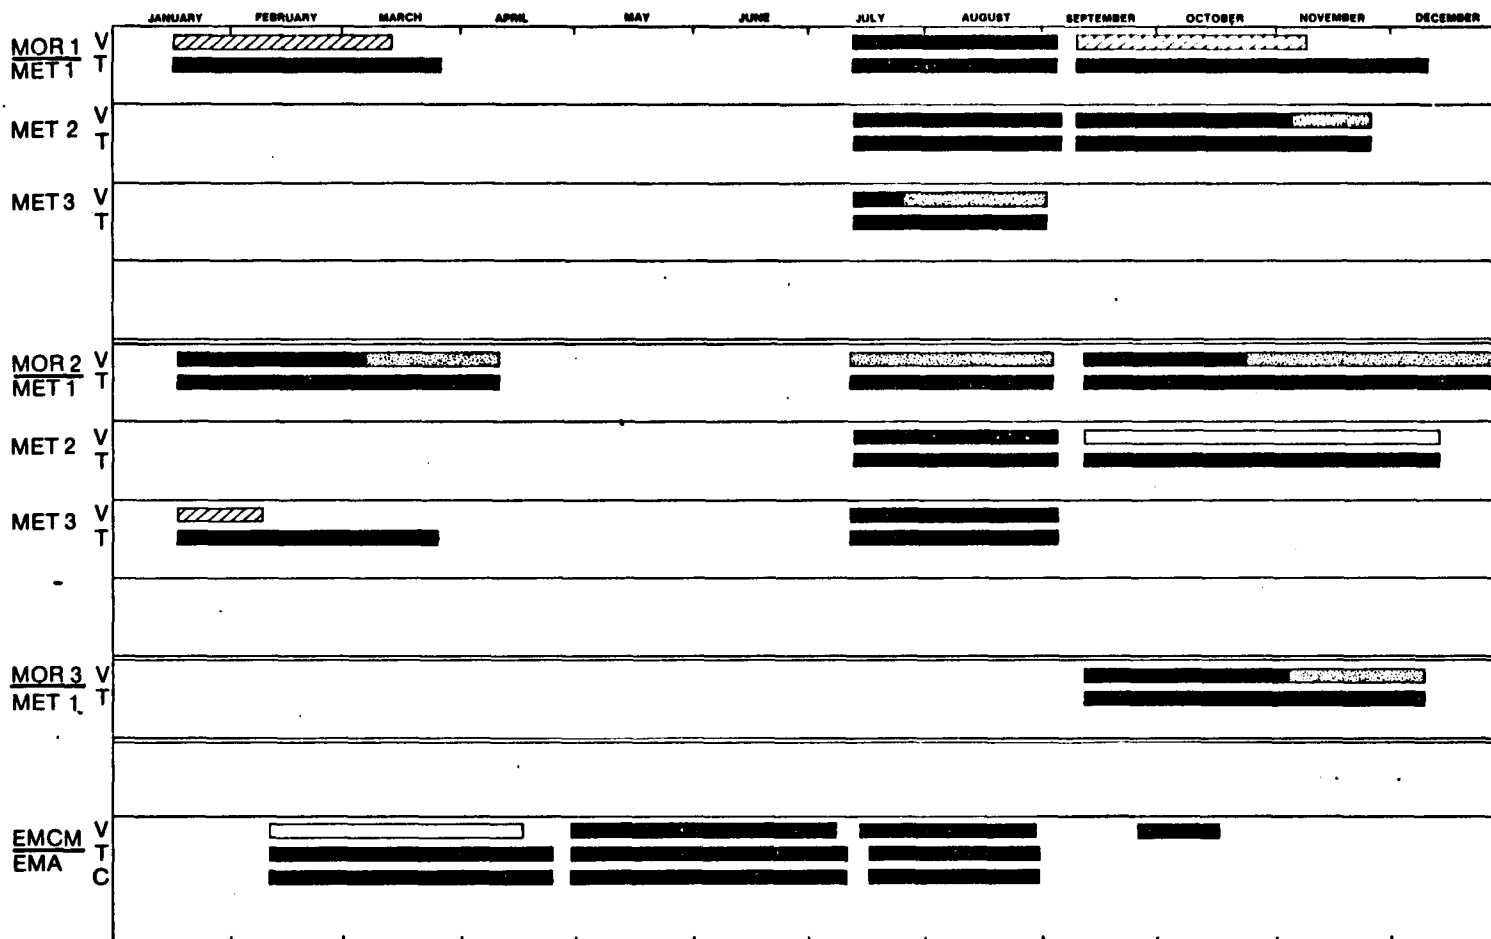 JANUARY FEBRUARY MARCH APRIL MAY JUNE JULY AUGUST SEPTEMBER OCTOBER NOVEMBER DECEMBER
MOR 1 V
MET 1 T
MET 2 V
T
MET 3 V
T
MOR 2 V
MET 1 T
MET 2 V
T
MET 3 V
T
MOR 3 V
MET 1 T
EMCM V
EMA T
C